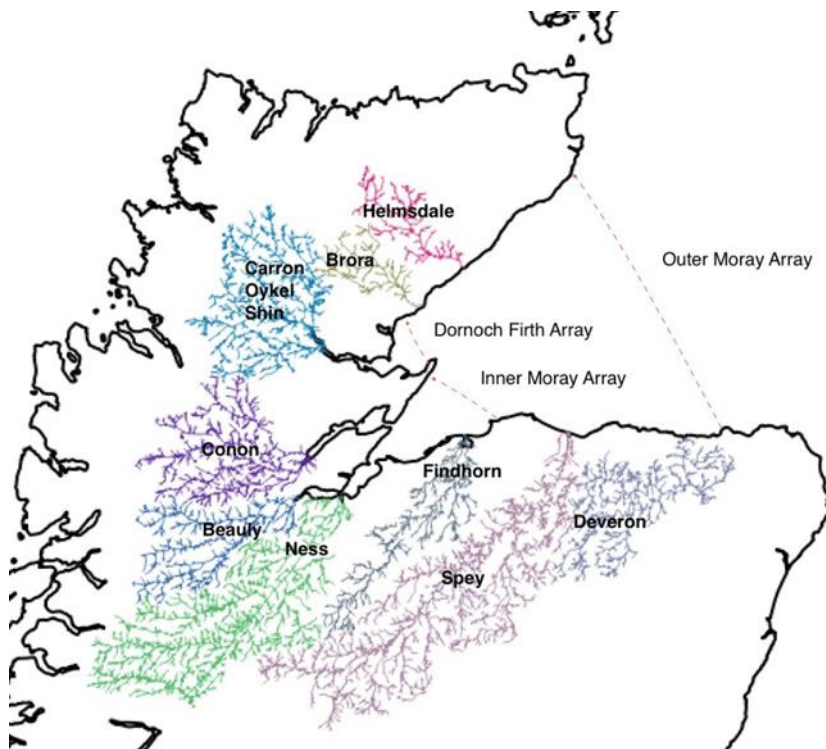 Helmsdale
Outer Moray Array
Brora
Carron
Oykel
Shin
Dornoch Firth Array
Inner Moray Array
Conon
Findhorn
Beauly
Deveron
Ness
Spey